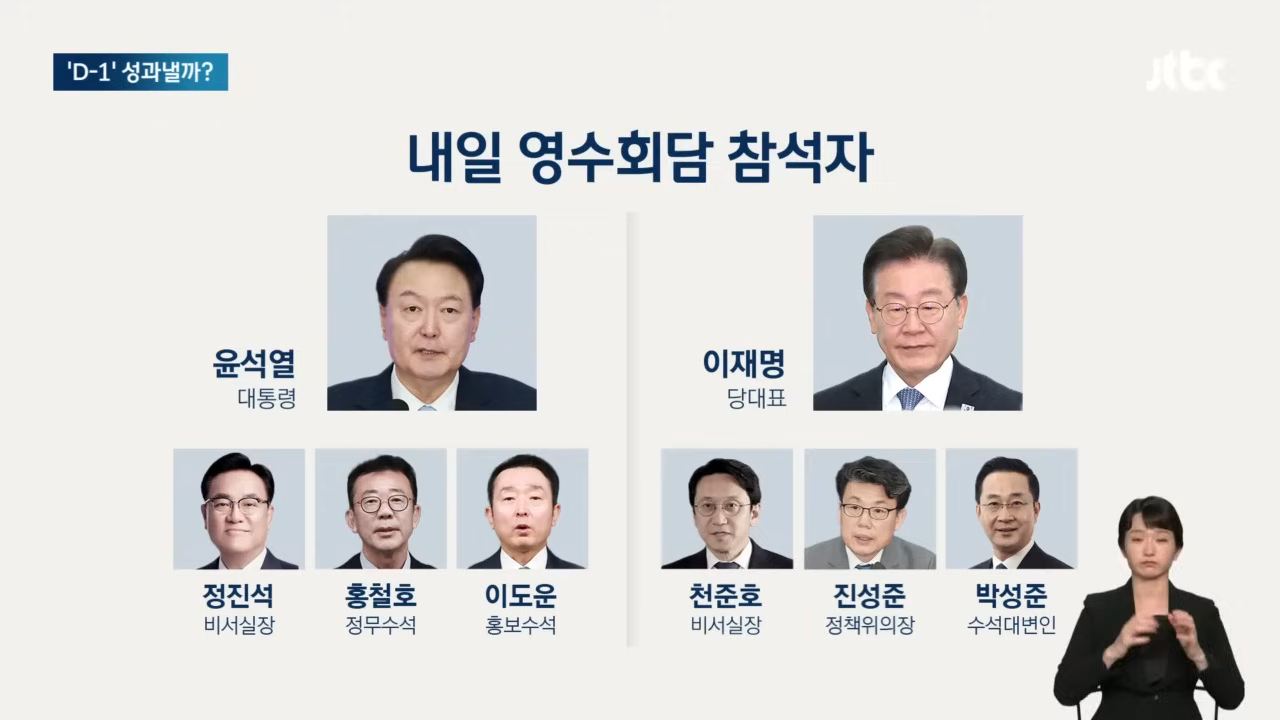 'D-1' 성과낼까?
jtbc
내일 영수회담 참석자
윤석열
대통령
이재명
당대표
정진석
비서실장
홍철호
정무수석
이도운
홍보수석
천준호
비서실장
진성준
정책위의장
박성준
수석대변인